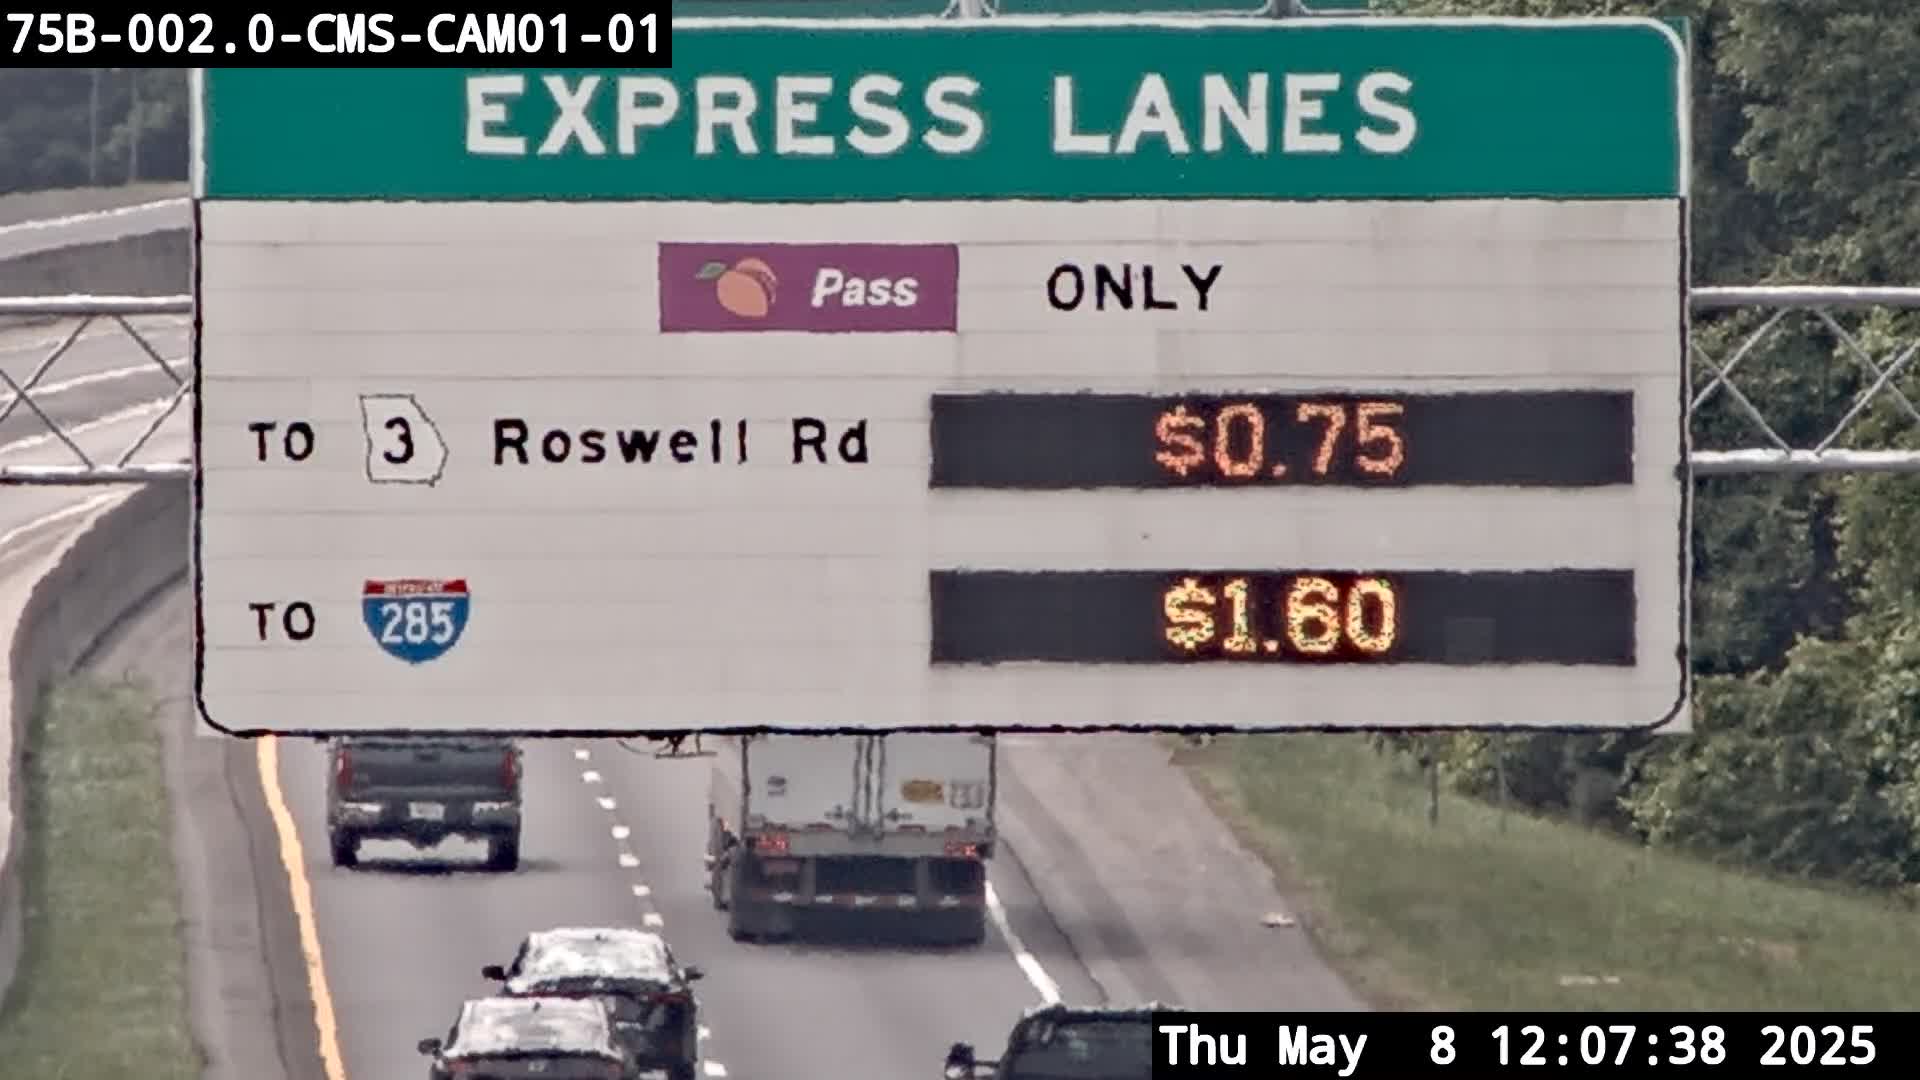 75B-002.0-CMS-CAM01-01
EXPRESS LANES
Pass ONLY
TO 3 Roswell Rd $0.75
TO 285 $1.60
Thu May 8 12:07:38 2025